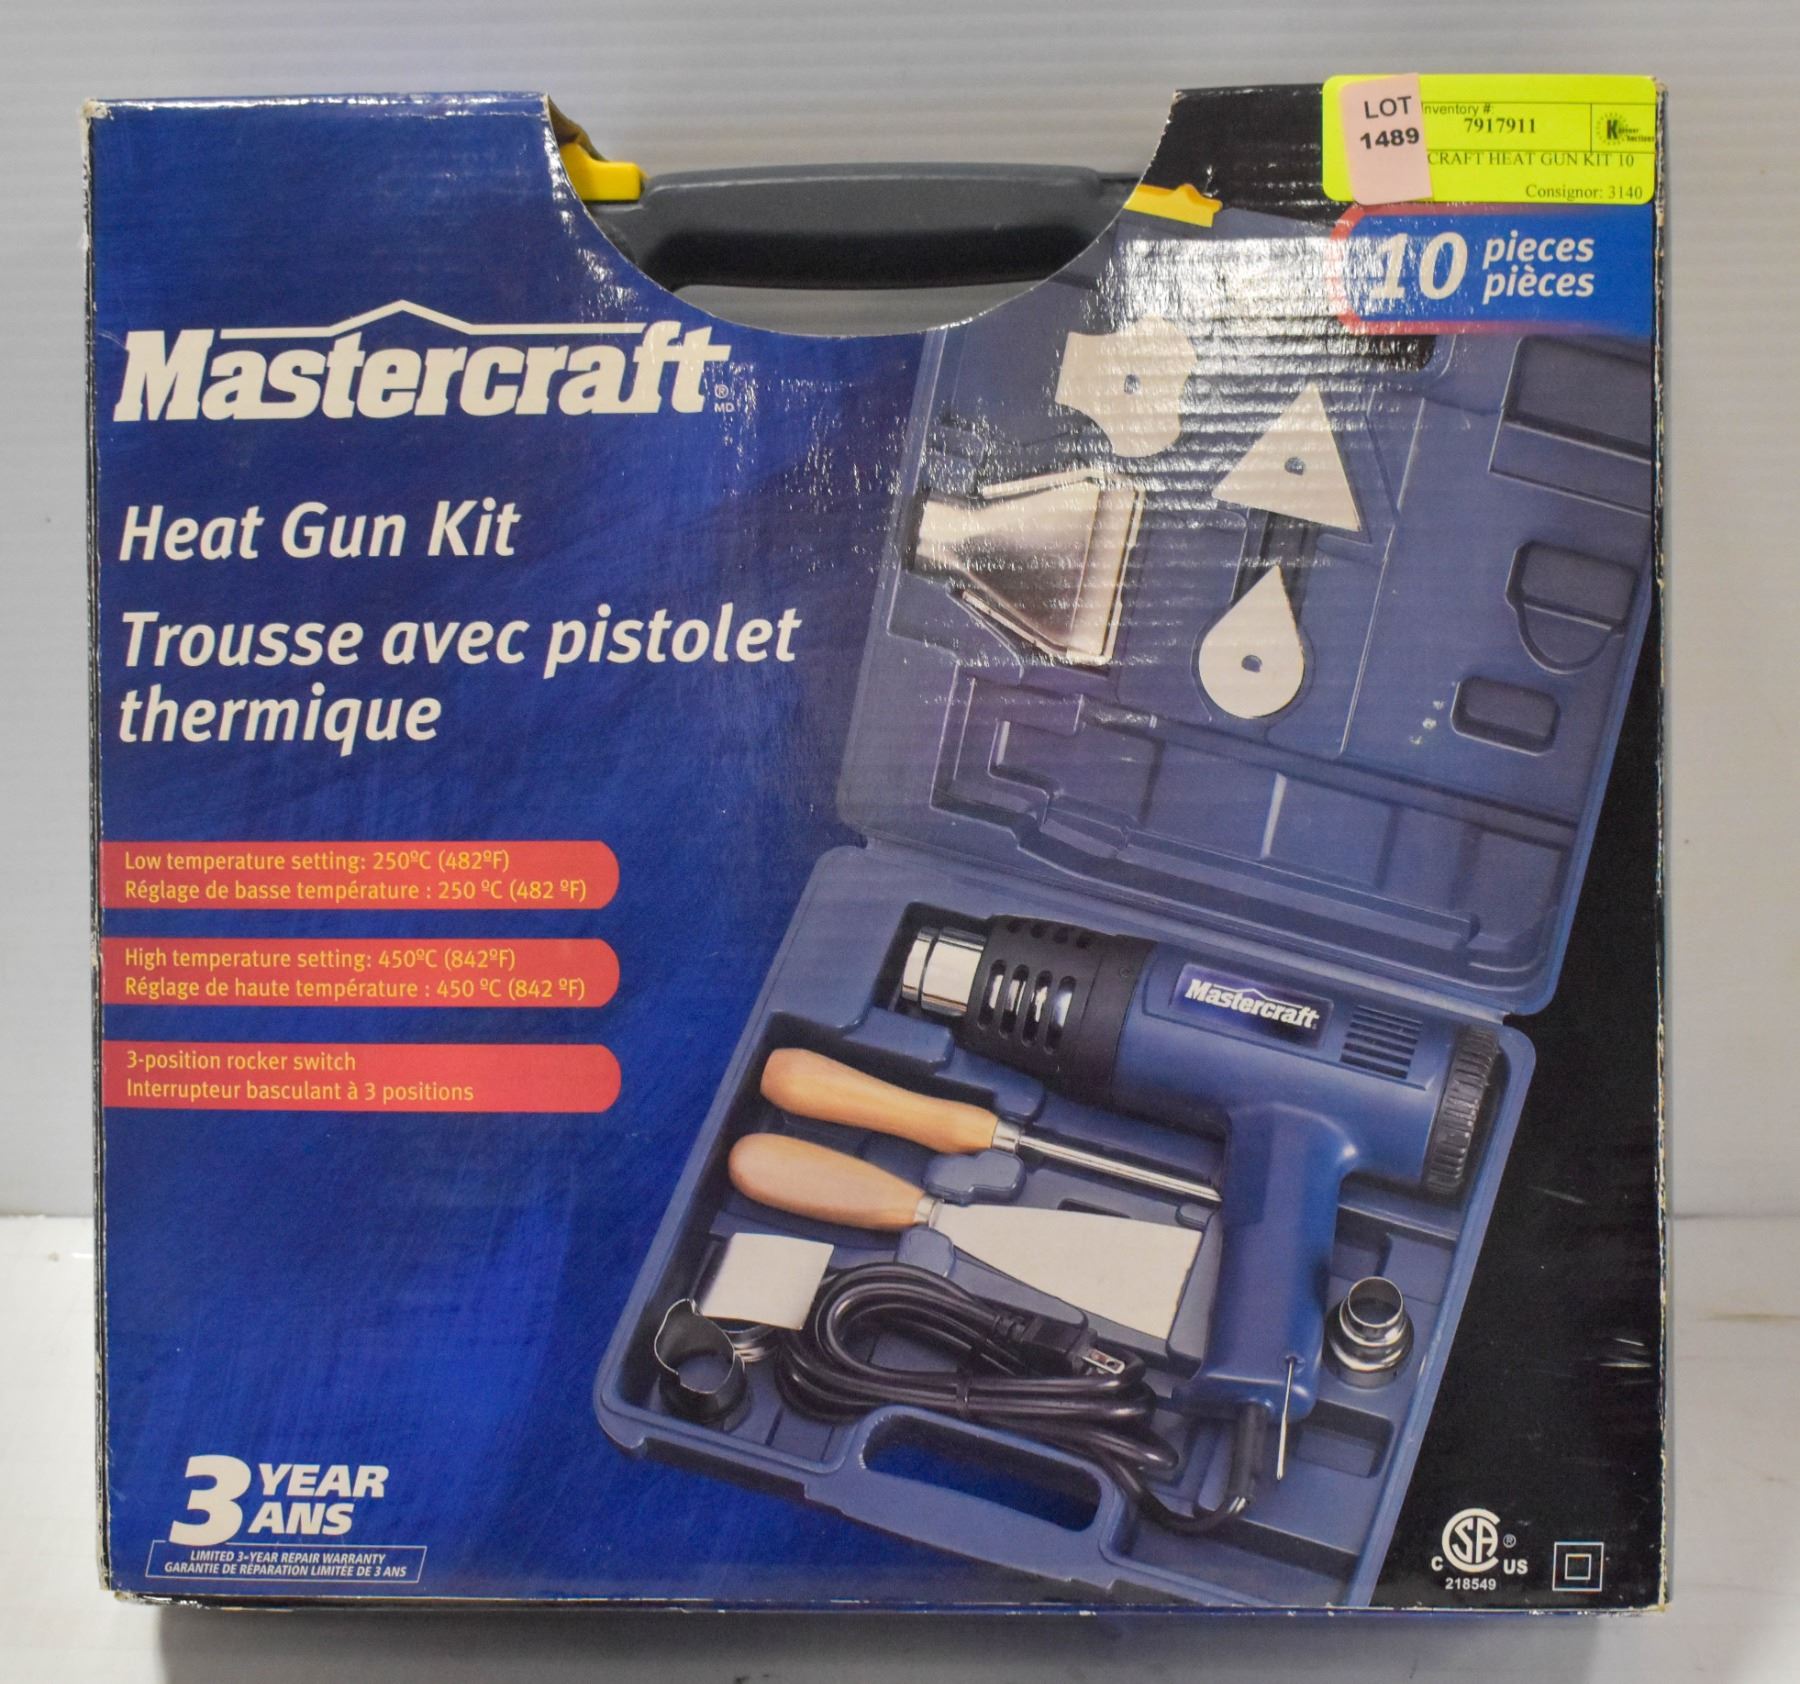 LOT
1489
Inventory #:
7917911
CRAFT HEAT GUN KIT 10
Consignor: 3140
10 pieces
pièces
Mastercraft
®
MD
Heat Gun Kit
Trousse avec pistolet
thermique
Low temperature setting: 250ºC (482ºF)
Réglage de basse température : 250 ºC (482 ºF)
High temperature setting: 450ºC (842ºF)
Réglage de haute température : 450 ºC (842 ºF)
3-position rocker switch
Interrupteur basculant à 3 positions
Mastercraft
3 YEAR
ANS
LIMITED 3-YEAR REPAIR WARRANTY
GARANTIE DE RÉPARATION LIMITÉE DE 3 ANS
C SA ® US
218549